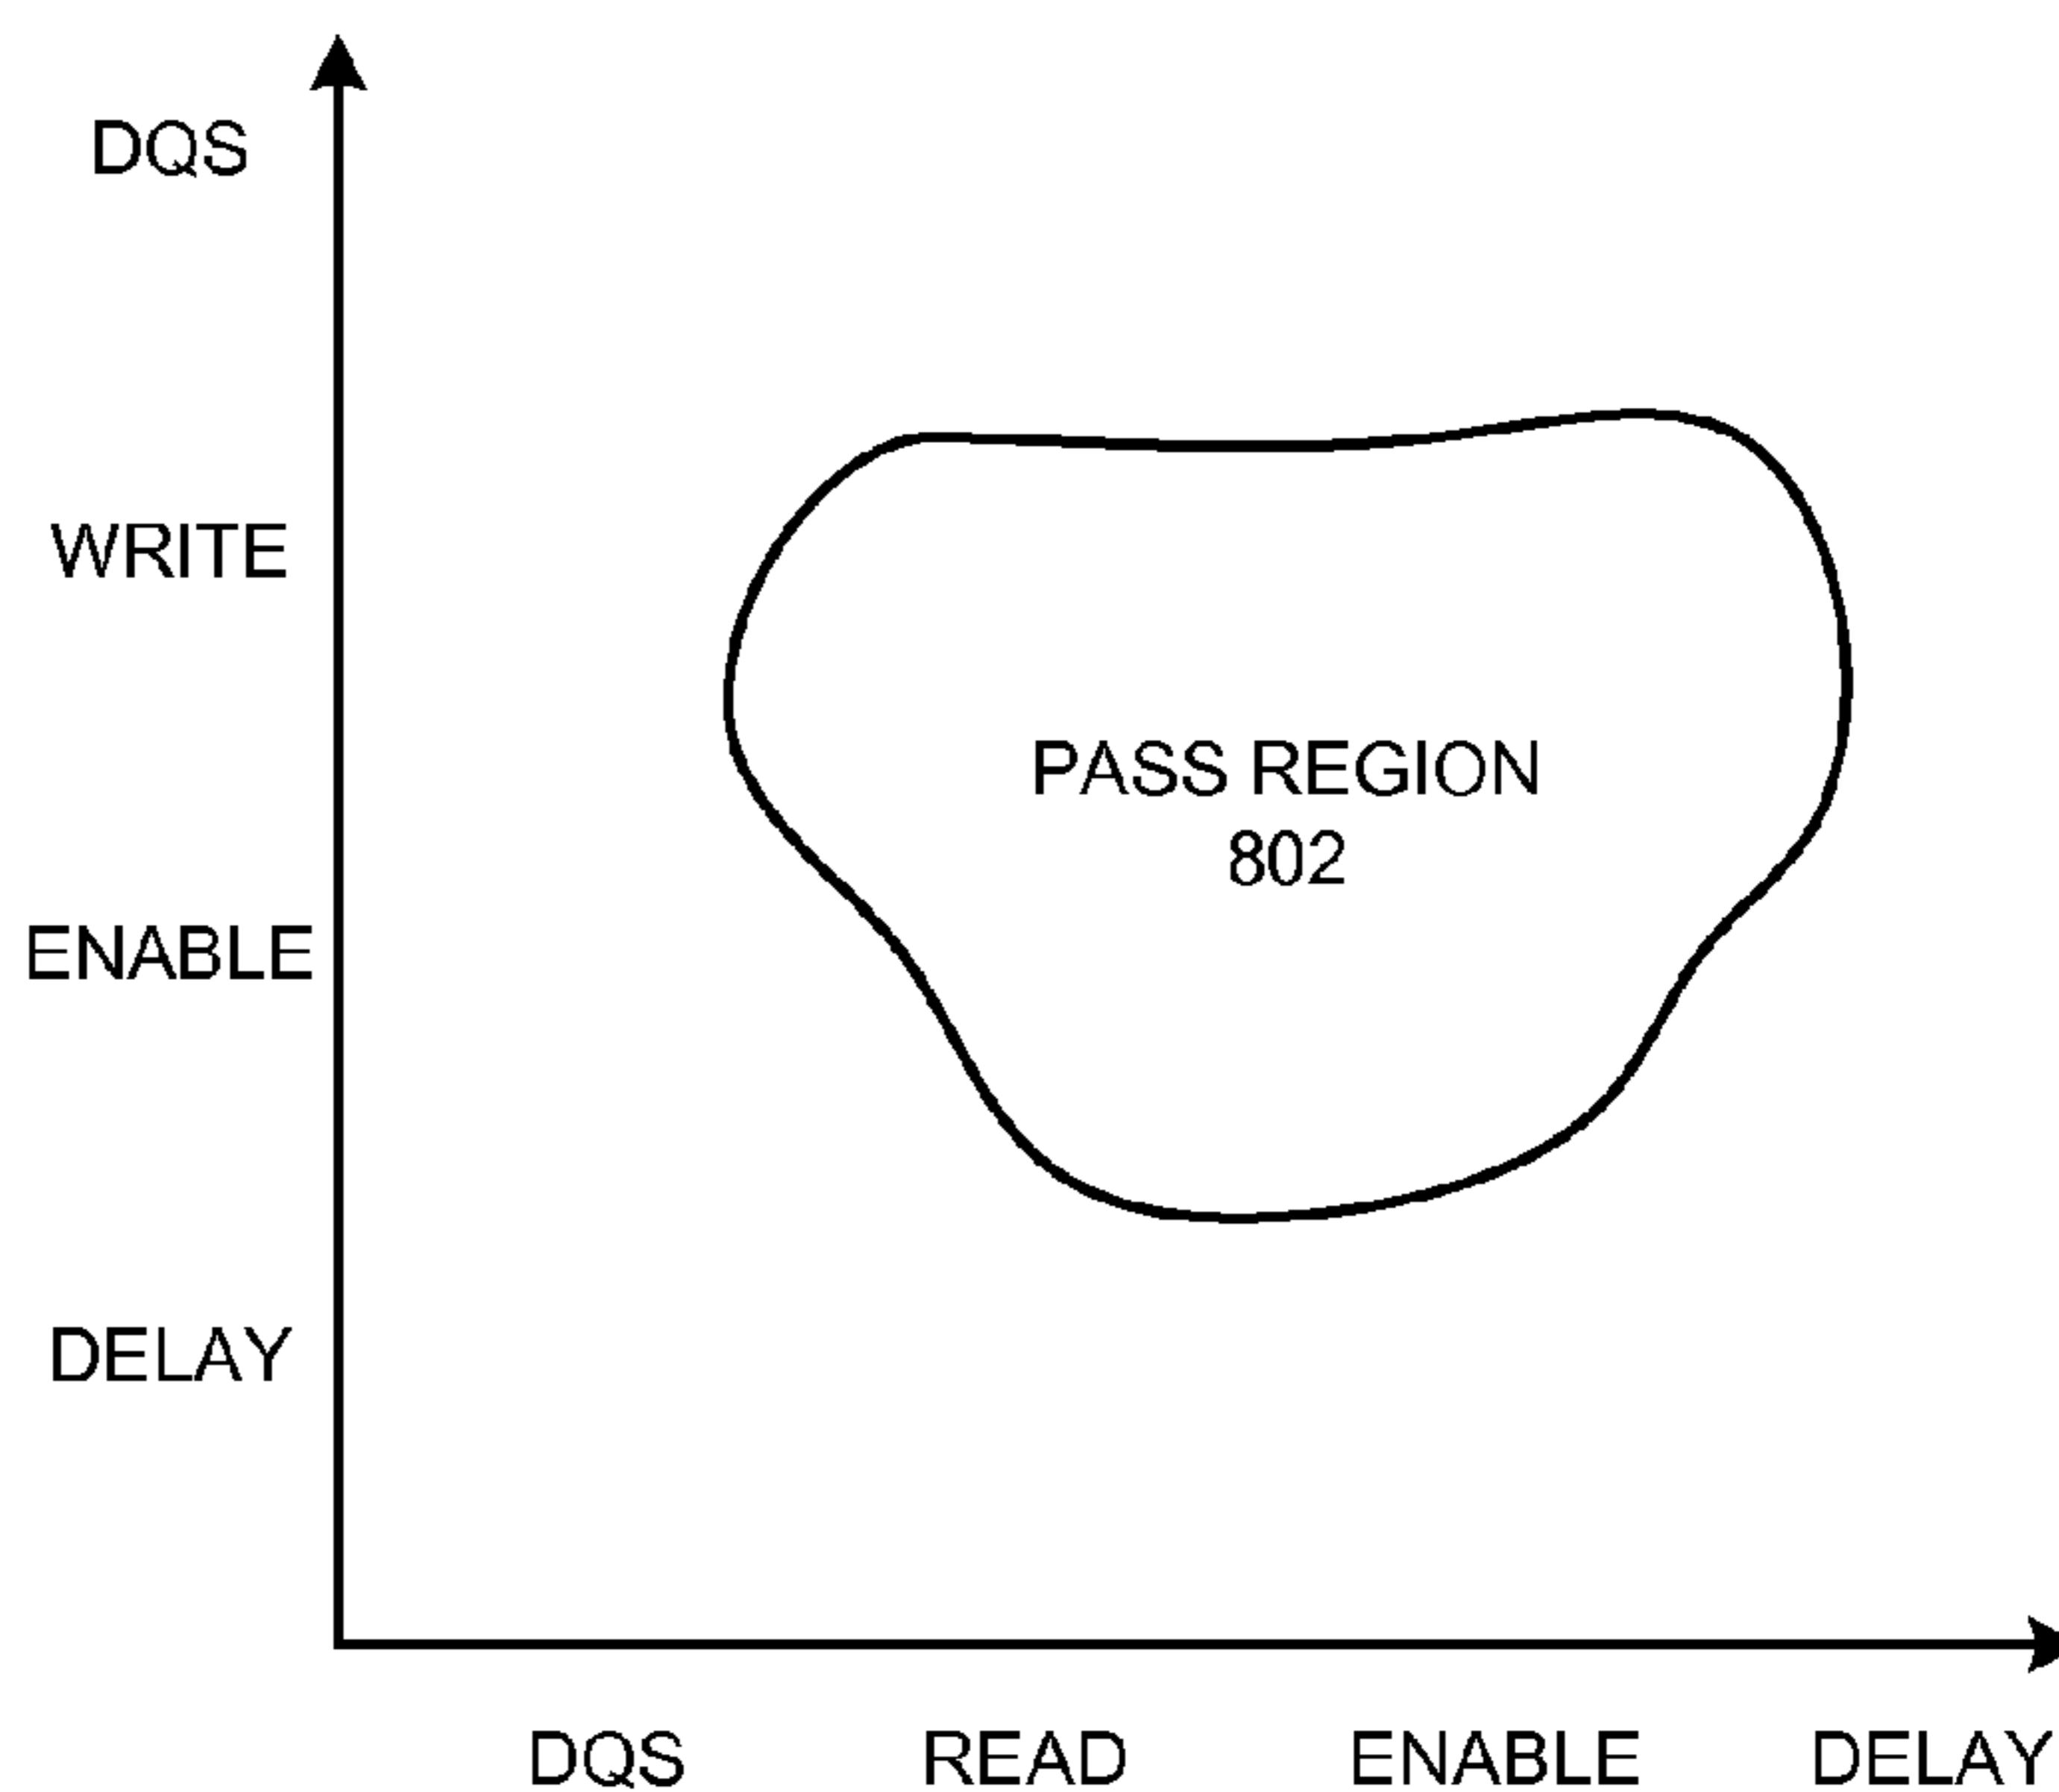 DQS
WRITE
ENABLE
DELAY
PASS REGION
802
DQS READ ENABLE DELAY